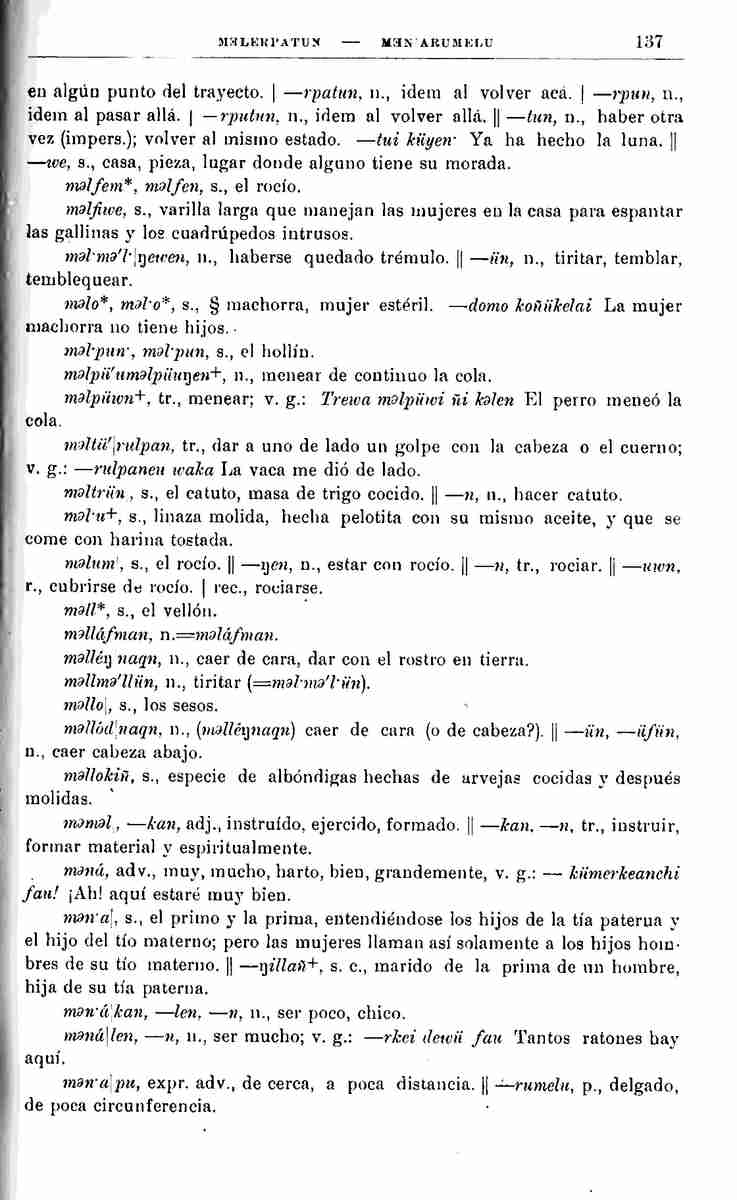 MƏLERPATUN — MƏN·ARUMELU 137
en algún punto del trayecto. | —rpatun, n., idem al volver acá. | —rpun, n.,
idem al pasar allá. | —rputun, n., idem al volver allá. || —tun, n., haber otra
vez (impers.); volver al mismo estado. —tui küyen· Ya ha hecho la luna. ||
—we, s., casa, pieza, lugar donde alguno tiene su morada.
məlfem*, məlfen, s., el rocío.
məlfiwe, s., varilla larga que manejan las mujeres en la casa para espantar
las gallinas y los cuadrúpedos intrusos.
məl·mə'l·|ŋewen, n., haberse quedado trémulo. || —ün, n., tiritar, temblar,
temblequear.
məlo*, məl·o*, s., § machorra, mujer estéril. —domo koñükelai La mujer
machorra no tiene hijos.
məl·pun·, məl·pun, s., el hollín.
məlpü'uməlpüuŋen+, n., menear de continuo la cola.
məlpüwn+, tr., menear; v. g.: Trewa məlpüwi ñi kəlen El perro meneó la
cola.
məltü'|rulpan, tr., dar a uno de lado un golpe con la cabeza o el cuerno;
v. g.: —rulpaneu waka La vaca me dió de lado.
məltrün|, s., el catuto, masa de trigo cocido. || —n, n., hacer catuto.
məl·u+, s., linaza molida, hecha pelotita con su mismo aceite, y que se
come con harina tostada.
məlum|, s., el rocío. || —ŋen, n., estar con rocío. || —n, tr., rociar. || —uwn,
r., cubrirse de rocío. | rec., rociarse.
məll*, s., el vellón.
məlláfman, n.=məláfman.
məlléŋ naqn, n., caer de cara, dar con el rostro en tierra.
məllmə'llün, n., tiritar (=məl·mə'l·ün).
məllo|, s., los sesos.
məllód|naqn, n., (məlléŋnaqn) caer de cara (o de cabeza?). || —ün, —üfün,
n., caer cabeza abajo.
məllokiñ, s., especie de albóndigas hechas de arvejas cocidas y después
molidas.
məməl|, —kan, adj., instruído, ejercido, formado. || —kan, —n, tr., instruir,
formar material y espiritualmente.
məná, adv., muy, mucho, harto, bien, grandemente, v. g.: — kümerkeanchi
fau! ¡Ah! aquí estaré muy bien.
mən·a|, s., el primo y la prima, entendiéndose los hijos de la tía paterna y
el hijo del tío materno; pero las mujeres llaman así solamente a los hijos hom-
bres de su tío materno. || —ŋillañ+, s. c., marido de la prima de un hombre,
hija de su tía paterna.
mən·á|kan, —len, —n, n., ser poco, chico.
məná|len, —n, n., ser mucho; v. g.: —rkei dewü fau Tantos ratones hay
aquí.
mən·a|pu, expr. adv., de cerca, a poca distancia. || —rumelu, p., delgado,
de poca circunferencia.